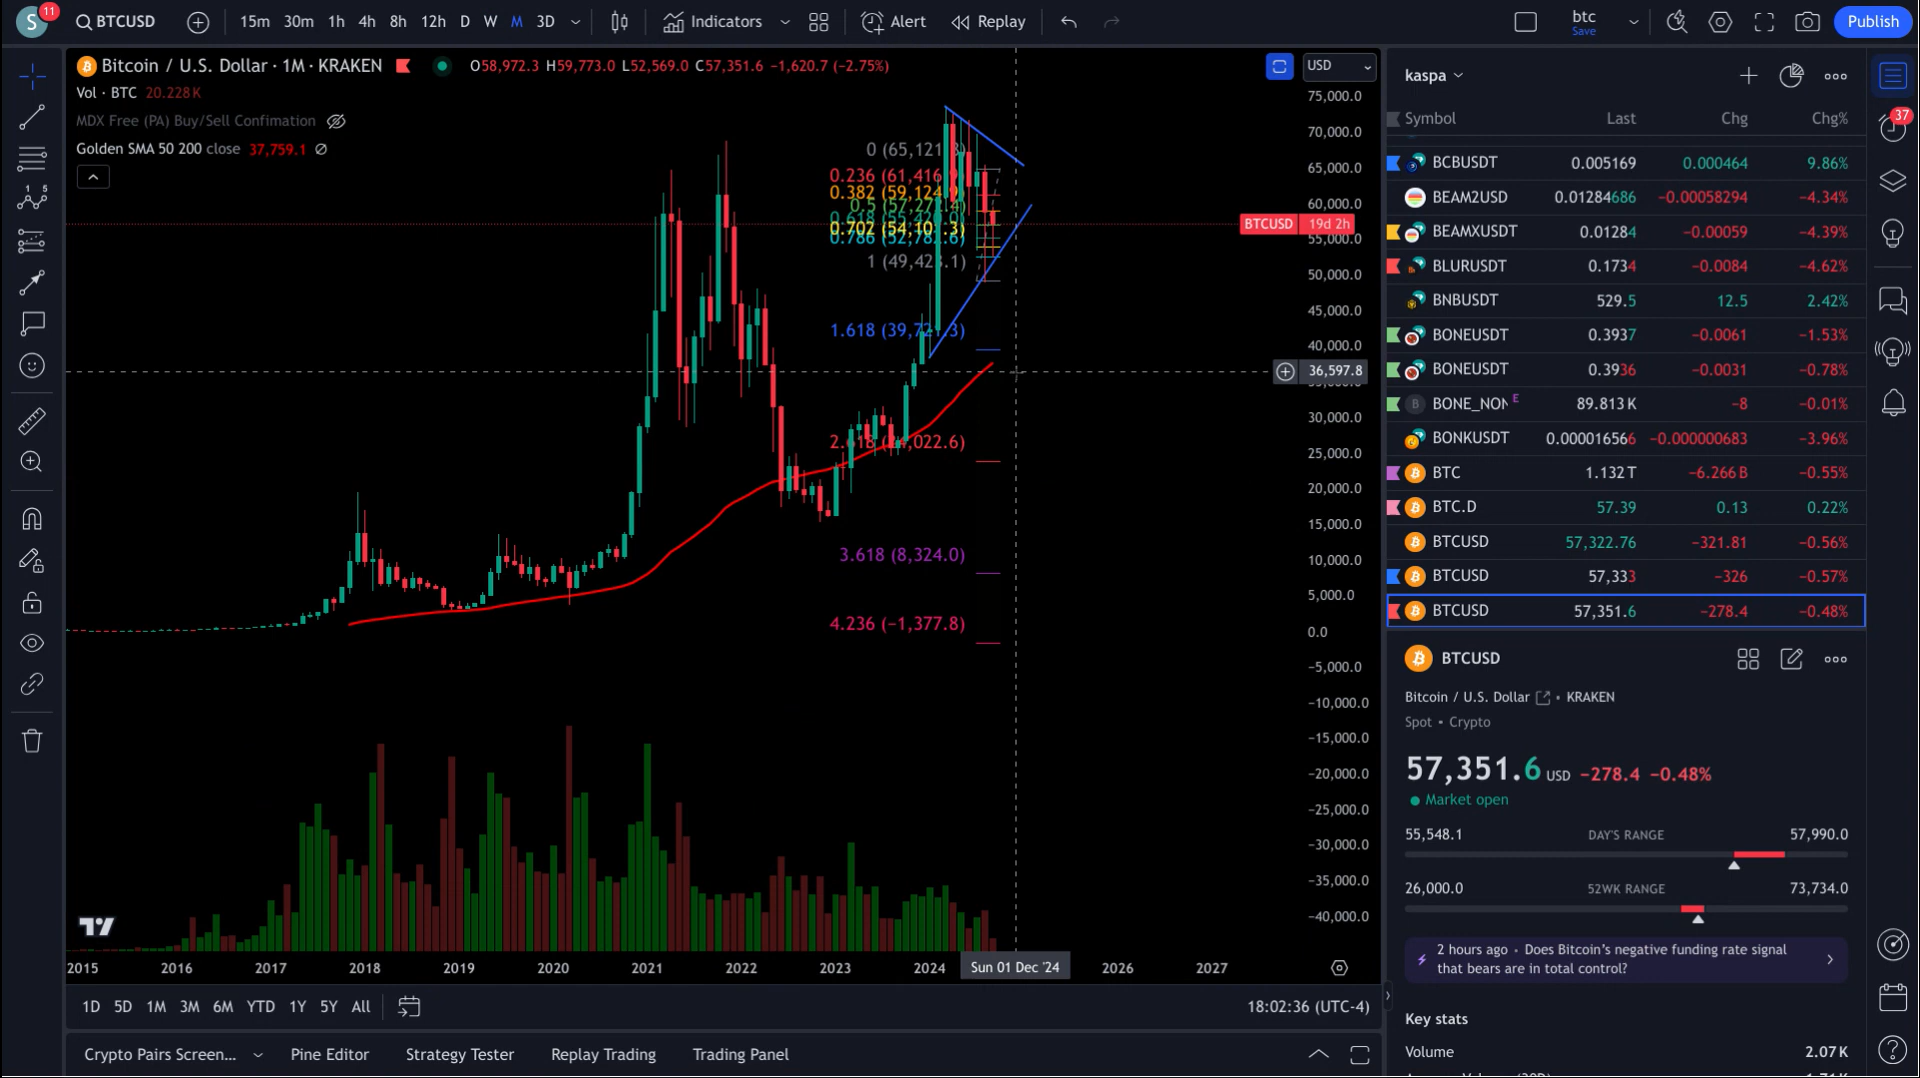 S 11 BTCUSD 15m 30m 1h 4h 8h 12h D W M 3D Indicators Alert Replay btc Publish
Save
Bitcoin / U.S. Dollar · 1M · KRAKEN O58,972.3 H59,773.0 L52,569.0 C57,351.6 −1,620.7 (−2.75%)
Vol · BTC 20.228K
MDX Free (PA) Buy/Sell Confimation
Golden SMA 50 200 close 37,759.1 ∅
USD
75,000.0
70,000.0
65,000.0
60,000.0
55,000.0
50,000.0
45,000.0
40,000.0
30,000.0
25,000.0
20,000.0
15,000.0
10,000.0
5,000.0
0.0
−5,000.0
−10,000.0
−15,000.0
−20,000.0
−25,000.0
−30,000.0
−35,000.0
−40,000.0
BTCUSD 19d 2h
36,597.8
0.236
0.382
0.5
0.618
0.702
0.786
1 (49,423.1)
3.618 (8,324.0)
4.236 (−1,377.8)
2015 2016 2017 2018 2019 2020 2021 2022 2023 2024 Sun 01 Dec '24 2026 2027
1D 5D 1M 3M 6M YTD 1Y 5Y All
18:02:36 (UTC-4)
Crypto Pairs Screen... Pine Editor Strategy Tester Replay Trading Trading Panel
kaspa
Symbol Last Chg Chg%
BCBUSDT 0.005169 0.000464 9.86%
BEAM2USD 0.01284686 −0.00058294 −4.34%
BEAMXUSDT 0.01284 −0.00059 −4.39%
BLURUSDT 0.1734 −0.0084 −4.62%
BNBUSDT 529.5 12.5 2.42%
BONEUSDT 0.3937 −0.0061 −1.53%
BONEUSDT 0.3936 −0.0031 −0.78%
BONE_NON E 89.813K −8 −0.01%
BONKUSDT 0.000016566 −0.000000683 −3.96%
BTC 1.132T −6.266B −0.55%
BTC.D 57.39 0.13 0.22%
BTCUSD 57,322.76 −321.81 −0.56%
BTCUSD 57,333 −326 −0.57%
BTCUSD 57,351.6 −278.4 −0.48%
BTCUSD
Bitcoin / U.S. Dollar • KRAKEN
Spot • Crypto
57,351.6 USD −278.4 −0.48%
Market open
55,548.1 DAY'S RANGE 57,990.0
26,000.0 52WK RANGE 73,734.0
2 hours ago • Does Bitcoin's negative funding rate signal
that bears are in total control?
Key stats
Volume 2.07K
37